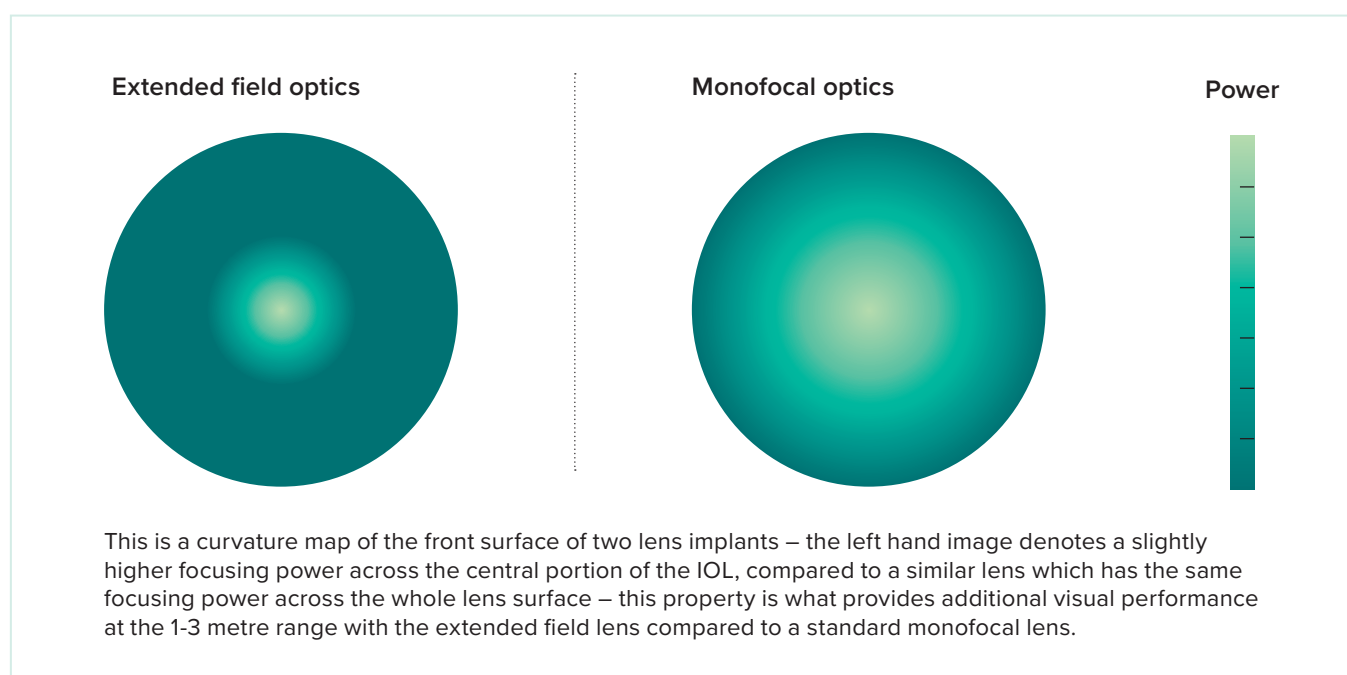 Extended field optics
Monofocal optics
Power
This is a curvature map of the front surface of two lens implants – the left hand image denotes a slightly
higher focusing power across the central portion of the IOL, compared to a similar lens which has the same
focusing power across the whole lens surface – this property is what provides additional visual performance
at the 1-3 metre range with the extended field lens compared to a standard monofocal lens.